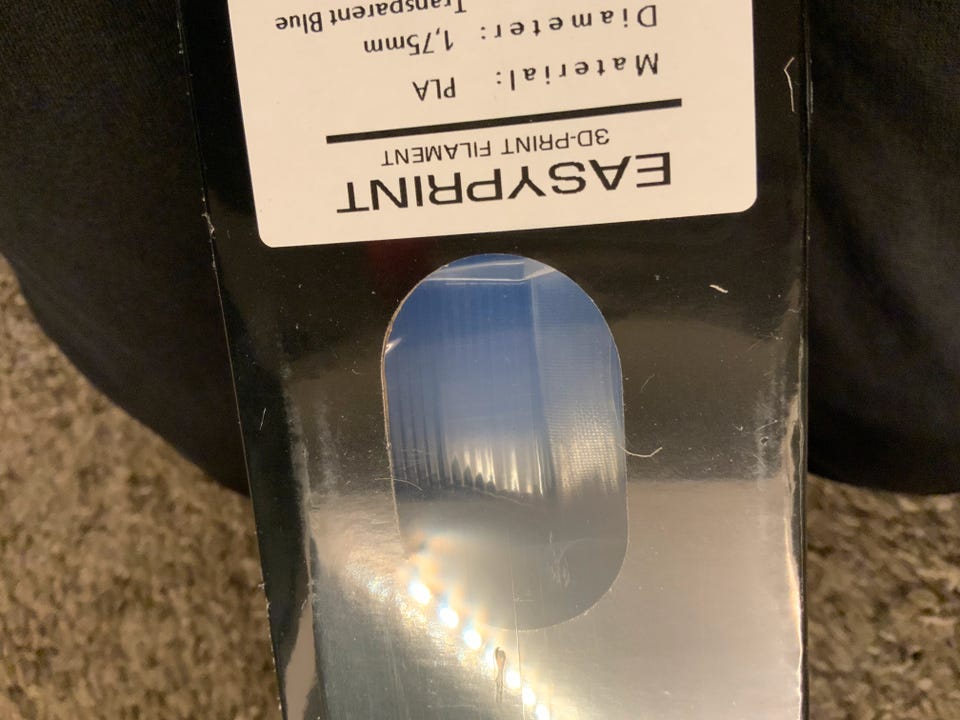 EASYPRINT
3D-PRINT FILAMENT
Material: PLA
Diameter: 1,75mm
Transparent Blue